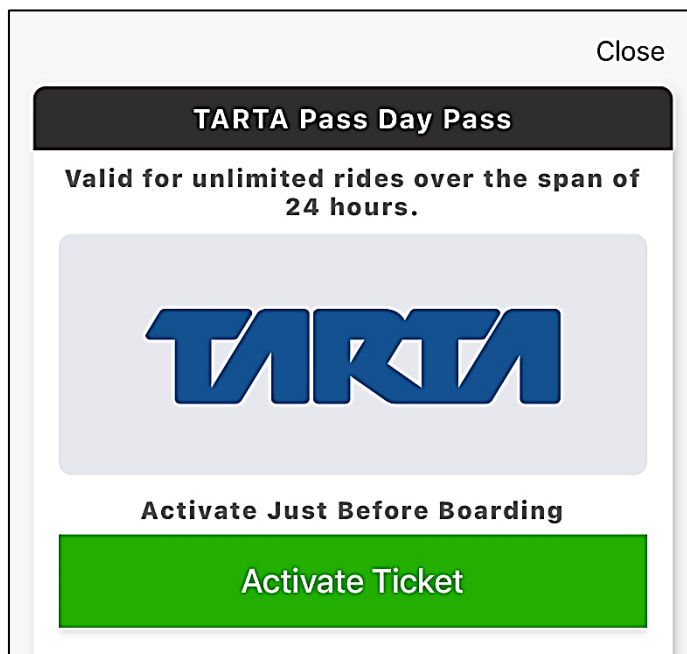 Close
TARTA Pass Day Pass
Valid for unlimited rides over the span of
24 hours.
TARTA
Activate Just Before Boarding
Activate Ticket